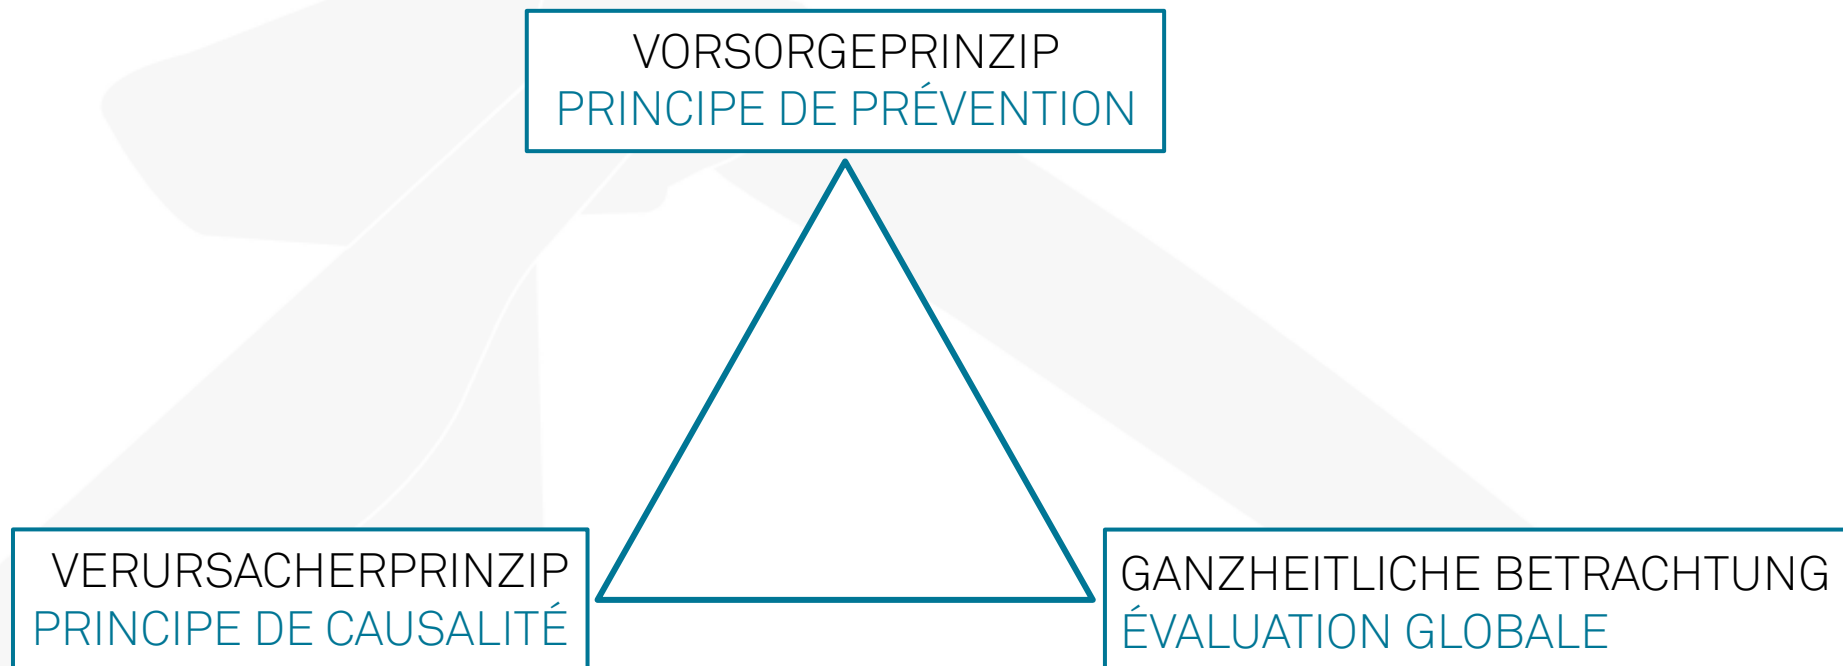 VORSORGEPRINZIP
PRINCIPE DE PRÉVENTION
VERURSACHERPRINZIP
PRINCIPE DE CAUSALITÉ
GANZHEITLICHE BETRACHTUNG
ÉVALUATION GLOBALE